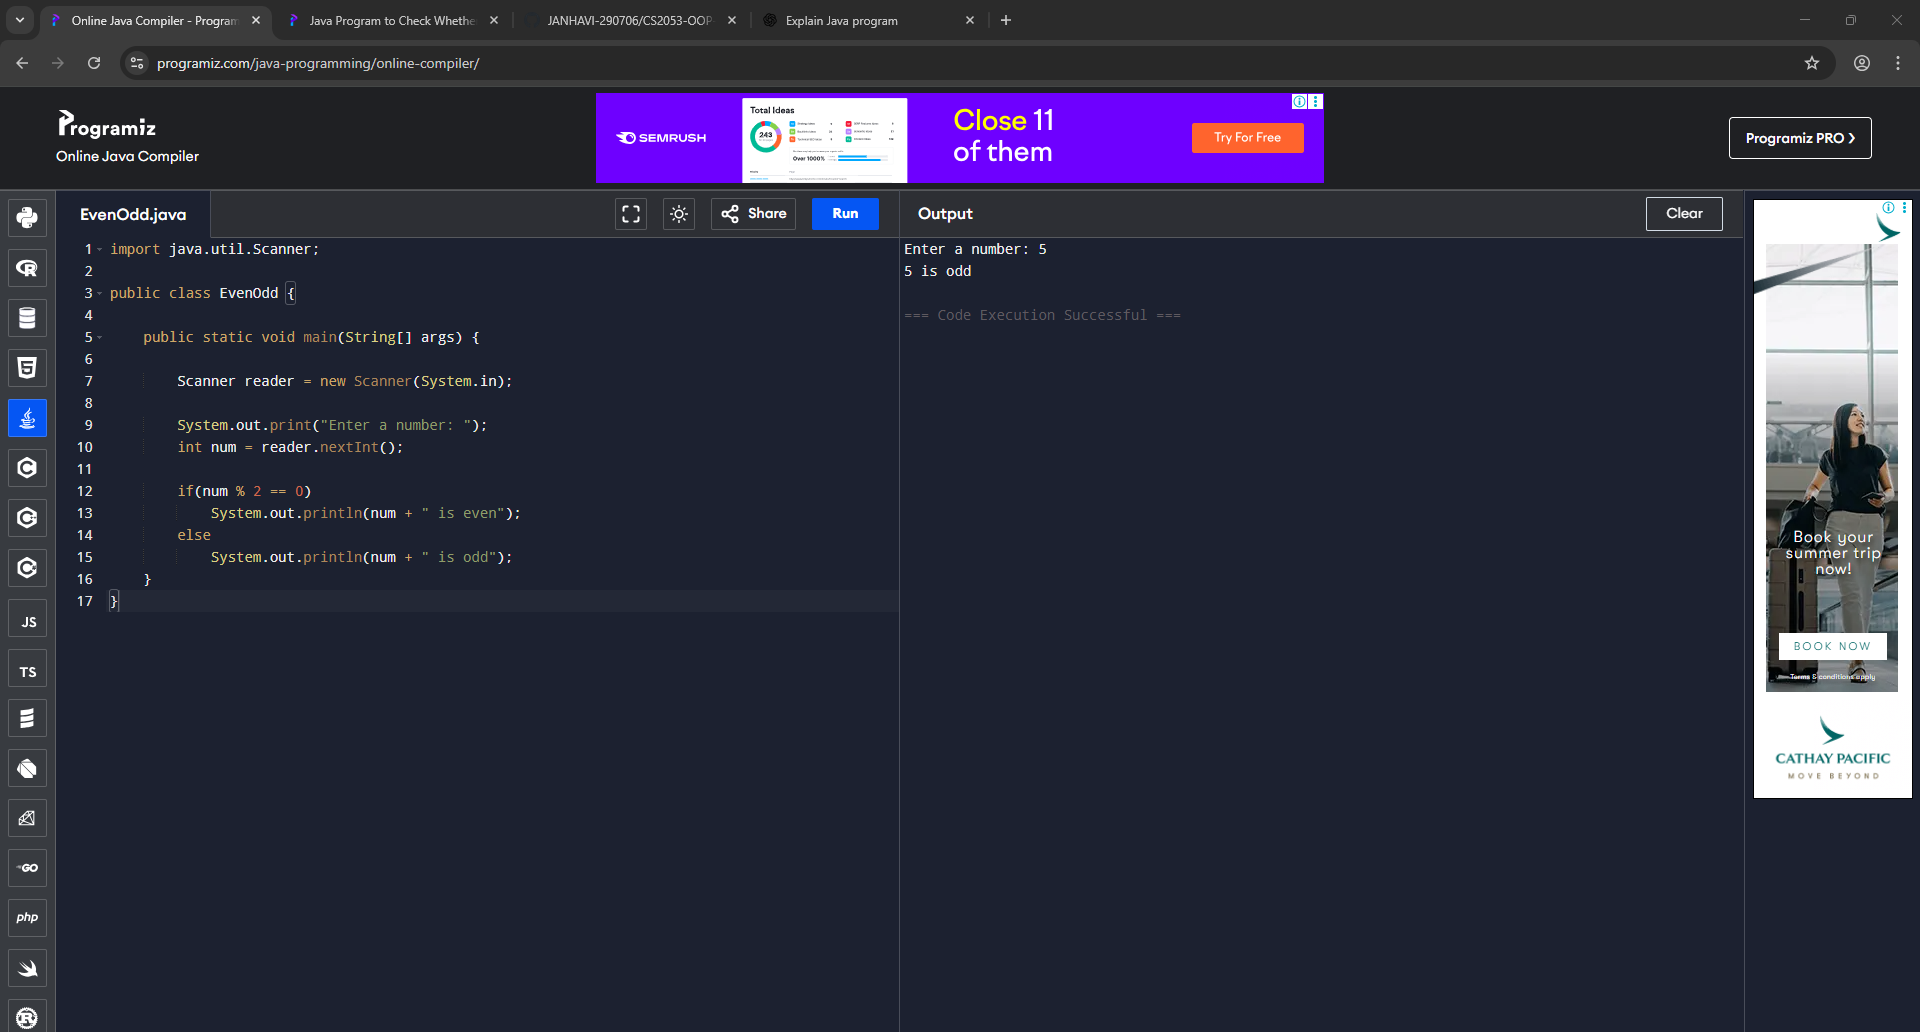 Online Java Compiler - Program
Java Program to Check Whethe
JANHAVI-290706/CS2053-OOP-
Explain Java program
programiz.com/java-programming/online-compiler/
Programiz
Online Java Compiler
SEMRUSH
Total Ideas
243
Over 1000%
Close 11
of them
Try For Free
Programiz PRO
EvenOdd.java
Share
Run
Output
Clear
1 import java.util.Scanner;
2
3 public class EvenOdd {
4
5 public static void main(String[] args) {
6
7 Scanner reader = new Scanner(System.in);
8
9 System.out.print("Enter a number: ");
10 int num = reader.nextInt();
11
12 if(num % 2 == 0)
13 System.out.println(num + " is even");
14 else
15 System.out.println(num + " is odd");
16 }
17 }
Enter a number: 5
5 is odd
=== Code Execution Successful ===
JS
TS
GO
php
Book your
summer trip
now!
BOOK NOW
Terms & conditions apply
CATHAY PACIFIC
MOVE BEYOND